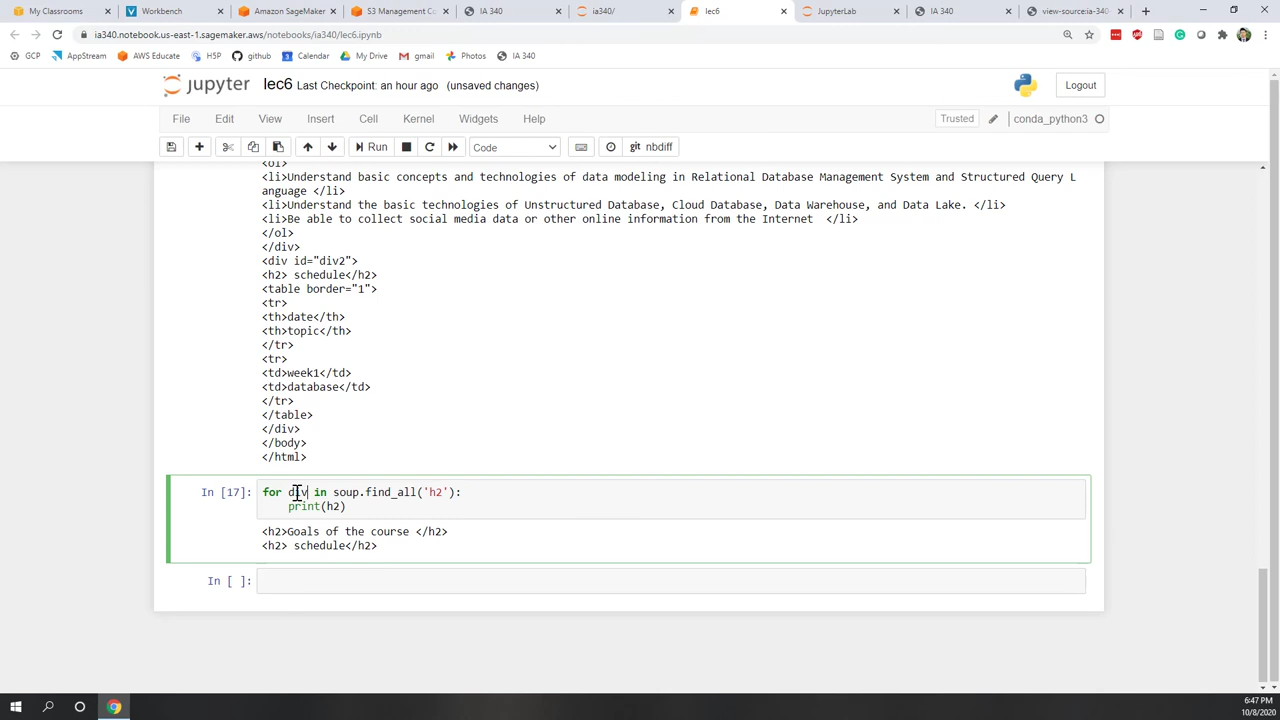 My Classrooms
Workbench
Amazon SageMaker
S3 Management Co
IA 340
ia340/
lec6
JupyterLab
IA 340
view-source:ia-340-
ia340.notebook.us-east-1.sagemaker.aws/notebooks/ia340/lec6.ipynb
GCP
AppStream
AWS Educate
H5P
github
Calendar
My Drive
gmail
Photos
IA 340
jupyter lec6 Last Checkpoint: an hour ago (unsaved changes)
Logout
File Edit View Insert Cell Kernel Widgets Help
Trusted
conda_python3
Run
Code
git nbdiff
<ol>
<li>Understand basic concepts and technologies of data modeling in Relational Database Management System and Structured Query L
anguage </li>
<li>Understand the basic technologies of Unstructured Database, Cloud Database, Data Warehouse, and Data Lake. </li>
<li>Be able to collect social media data or other online information from the Internet  </li>
</ol>
</div>
<div id="div2">
<h2> schedule</h2>
<table border="1">
<tr>
<th>date</th>
<th>topic</th>
</tr>
<tr>
<td>week1</td>
<td>database</td>
</tr>
</table>
</div>
</body>
</html>
In [17]: for div in soup.find_all('h2'):
print(h2)
<h2>Goals of the course </h2>
<h2> schedule</h2>
In [ ]:
6:47 PM
10/8/2020